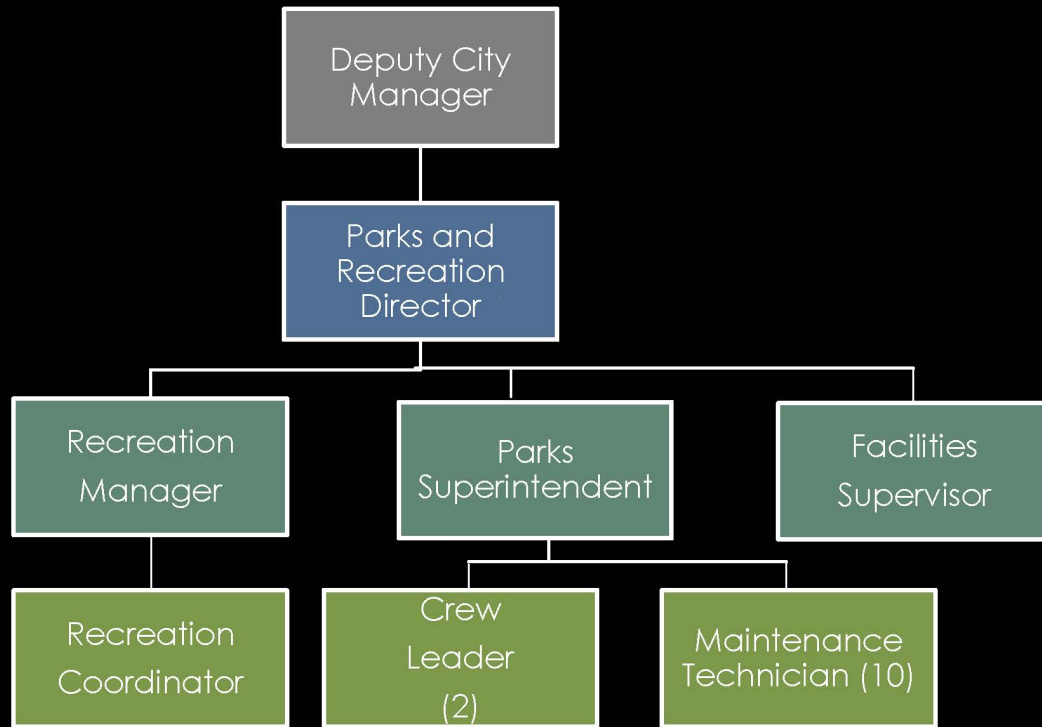 Deputy City
Manager
Parks and
Recreation
Director
Recreation
Manager
Parks
Superintendent
Facilities
Supervisor
Recreation
Coordinator
Crew
Leader
(2)
Maintenance
Technician (10)